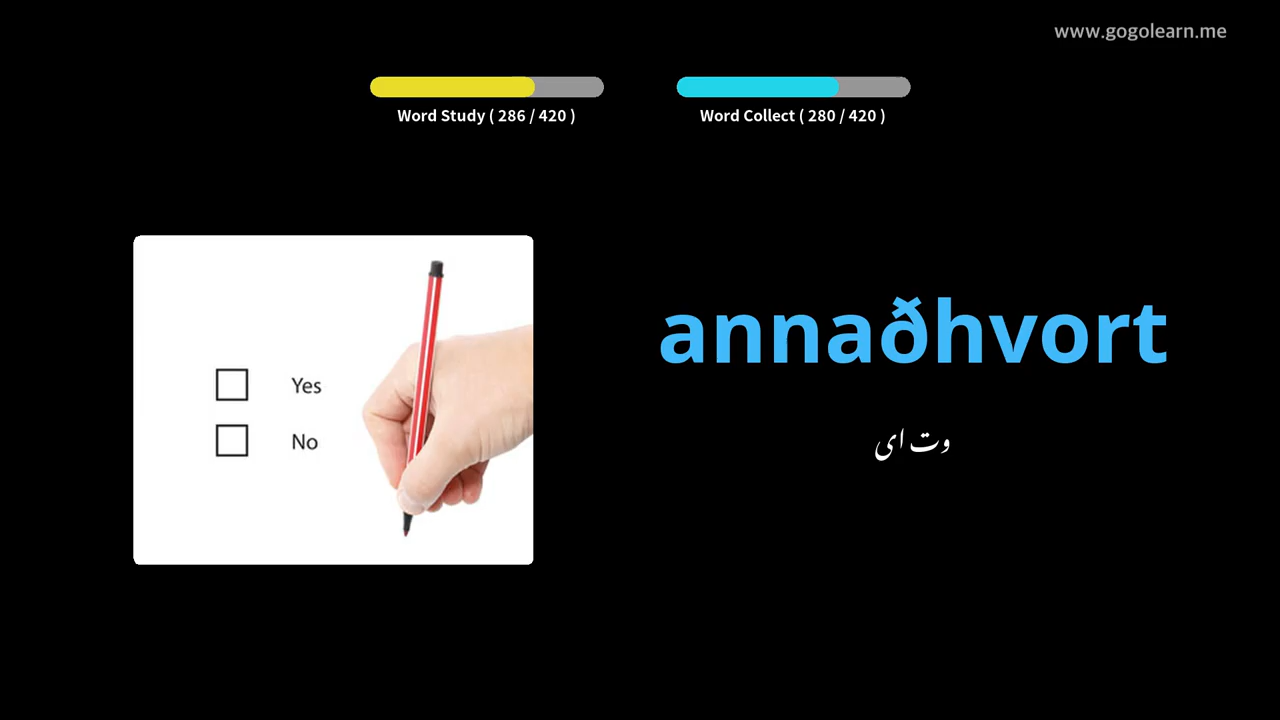 www.gogolearn.me
Word Study ( 286 / 420 )
Word Collect ( 280 / 420 )
Yes
No
annaðhvort
وت ای